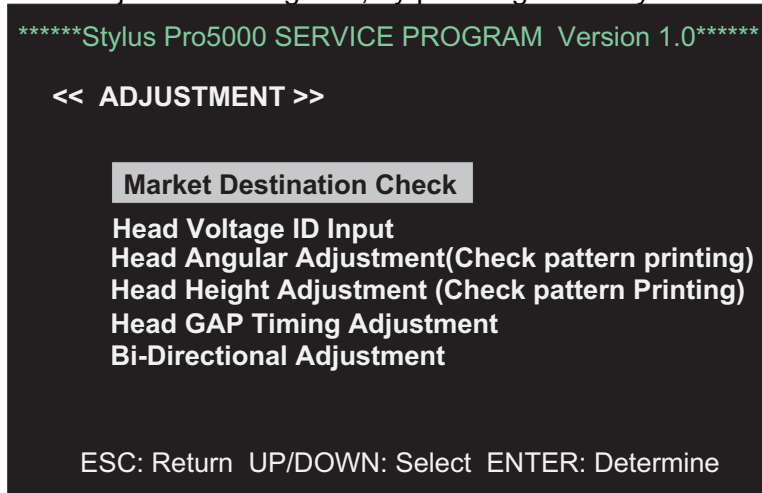 ******Stylus Pro5000 SERVICE PROGRAM Version 1.0******
<< ADJUSTMENT >>
Market Destination Check
Head Voltage ID Input
Head Angular Adjustment(Check pattern printing)
Head Height Adjustment (Check pattern Printing)
Head GAP Timing Adjustment
Bi-Directional Adjustment
ESC: Return UP/DOWN: Select ENTER: Determine